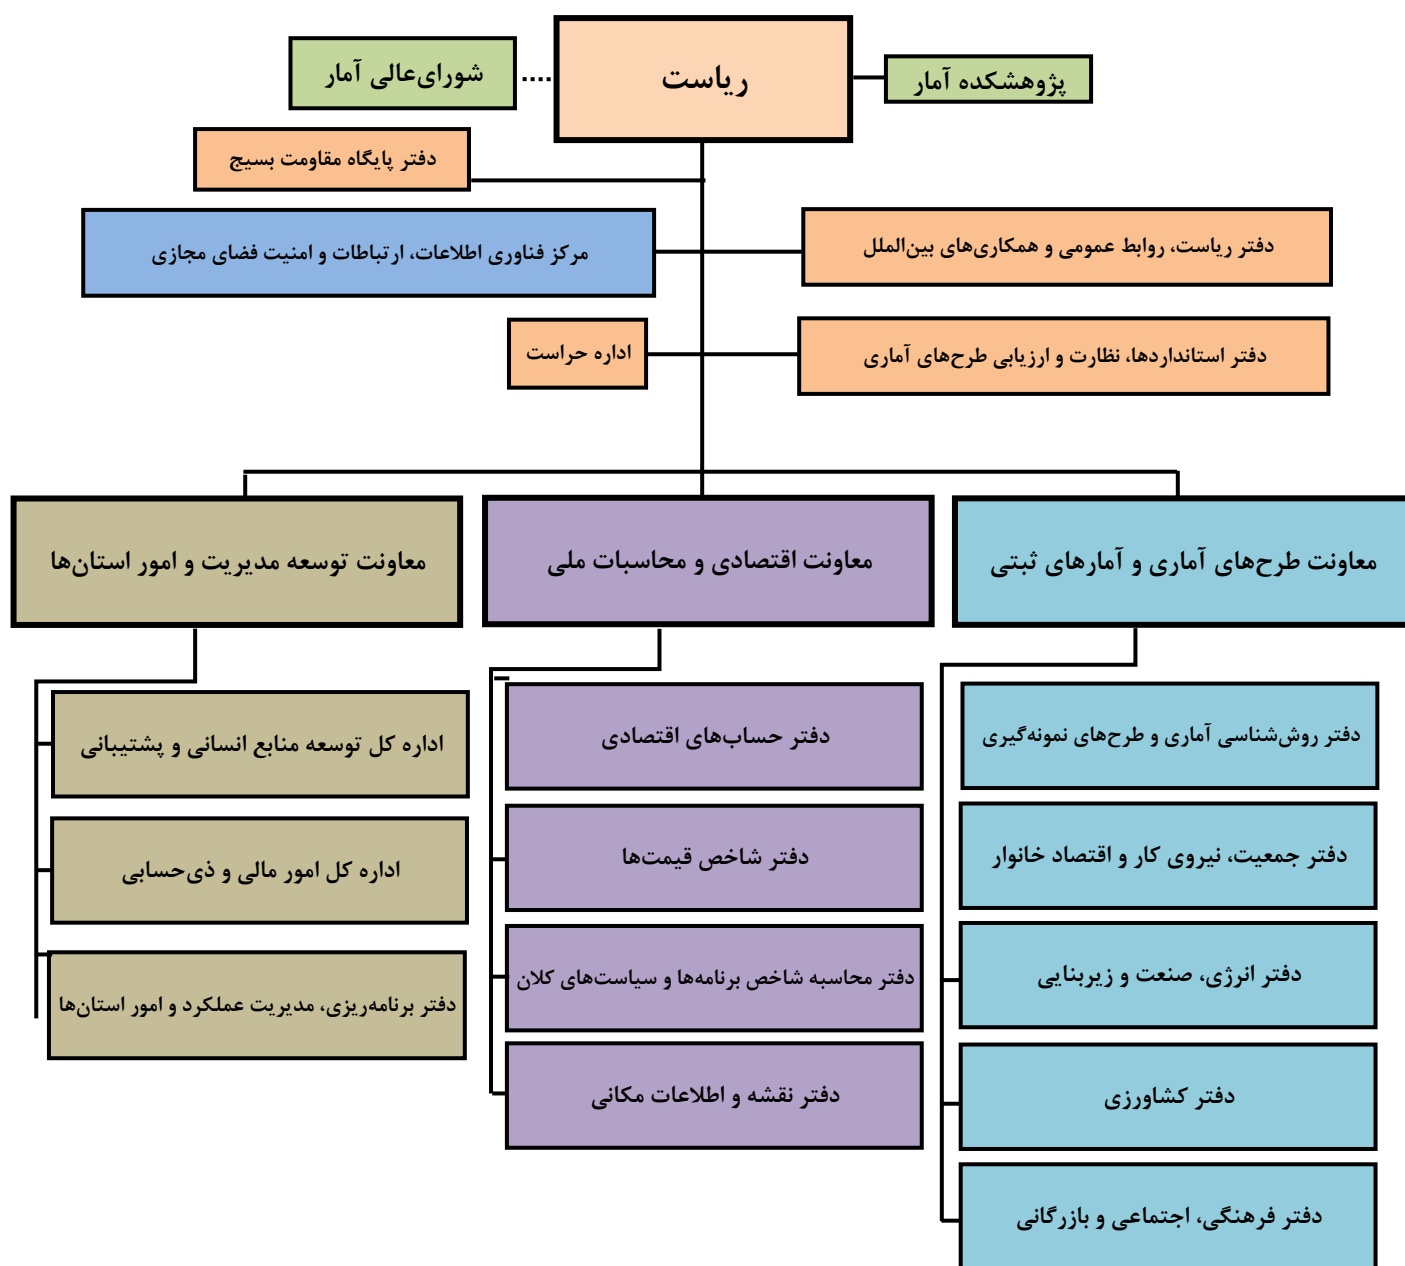 ریاست
پژوهشکده آمار
شورای‌عالی آمار
....
دفتر پایگاه مقاومت بسیج
دفتر ریاست، روابط عمومی و همکاری‌های بین‌الملل
مرکز فناوری اطلاعات، ارتباطات و امنیت فضای مجازی
دفتر استانداردها، نظارت و ارزیابی طرح‌های آماری
اداره حراست
معاونت طرح‌های آماری و آمارهای ثبتی
معاونت اقتصادی و محاسبات ملی
معاونت توسعه مدیریت و امور استان‌ها
دفتر روش‌شناسی آماری و طرح‌های نمونه‌گیری
دفتر جمعیت، نیروی کار و اقتصاد خانوار
دفتر انرژی، صنعت و زیربنایی
دفتر کشاورزی
دفتر فرهنگی، اجتماعی و بازرگانی
دفتر حساب‌های اقتصادی
دفتر شاخص قیمت‌ها
دفتر محاسبه شاخص برنامه‌ها و سیاست‌های کلان
دفتر نقشه و اطلاعات مکانی
اداره کل توسعه منابع انسانی و پشتیبانی
اداره کل امور مالی و ذی‌حسابی
دفتر برنامه‌ریزی، مدیریت عملکرد و امور استان‌ها